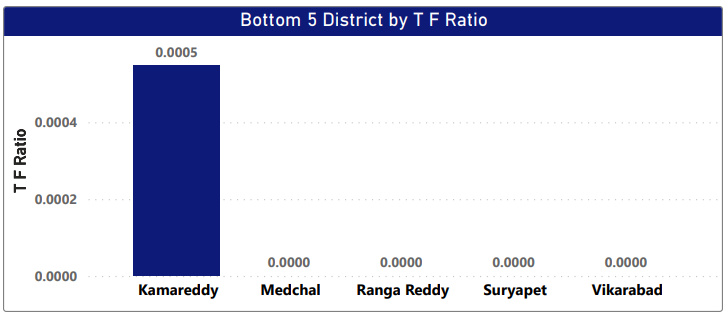 Bottom 5 District by T F Ratio
0.0005
0.0004
T F Ratio
0.0002
0.0000 0.0000 0.0000 0.0000
0.0000
Kamareddy Medchal Ranga Reddy Suryapet Vikarabad